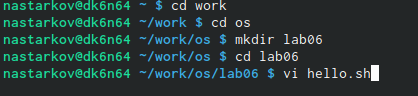 nastarkov@dk6n64 ~ $ cd work
nastarkov@dk6n64 ~/work $ cd os
nastarkov@dk6n64 ~/work/os $ mkdir lab06
nastarkov@dk6n64 ~/work/os $ cd lab06
nastarkov@dk6n64 ~/work/os/lab06 $ vi hello.sh